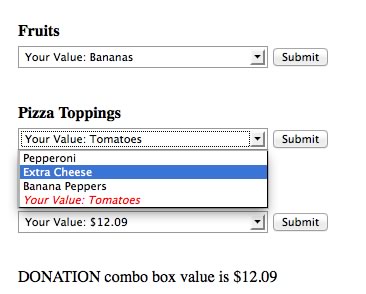 Fruits
Your Value: Bananas Submit
Pizza Toppings
Your Value: Tomatoes Submit
Pepperoni
Extra Cheese
Banana Peppers
Your Value: Tomatoes
Your Value: $12.09 Submit
DONATION combo box value is $12.09